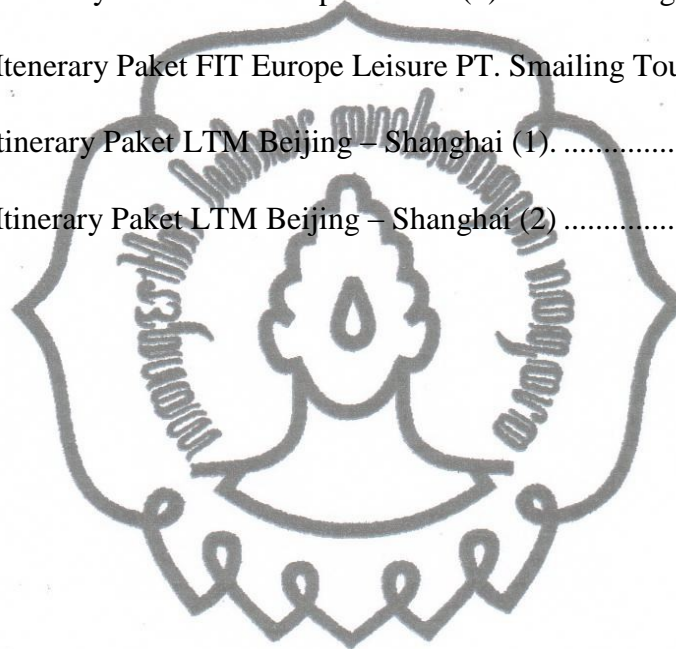 Itenerary Paket FIT Europe Leisure PT. Smailing Tou
tinerary Paket LTM Beijing – Shanghai (1). ..............
Itinerary Paket LTM Beijing – Shanghai (2) ..............